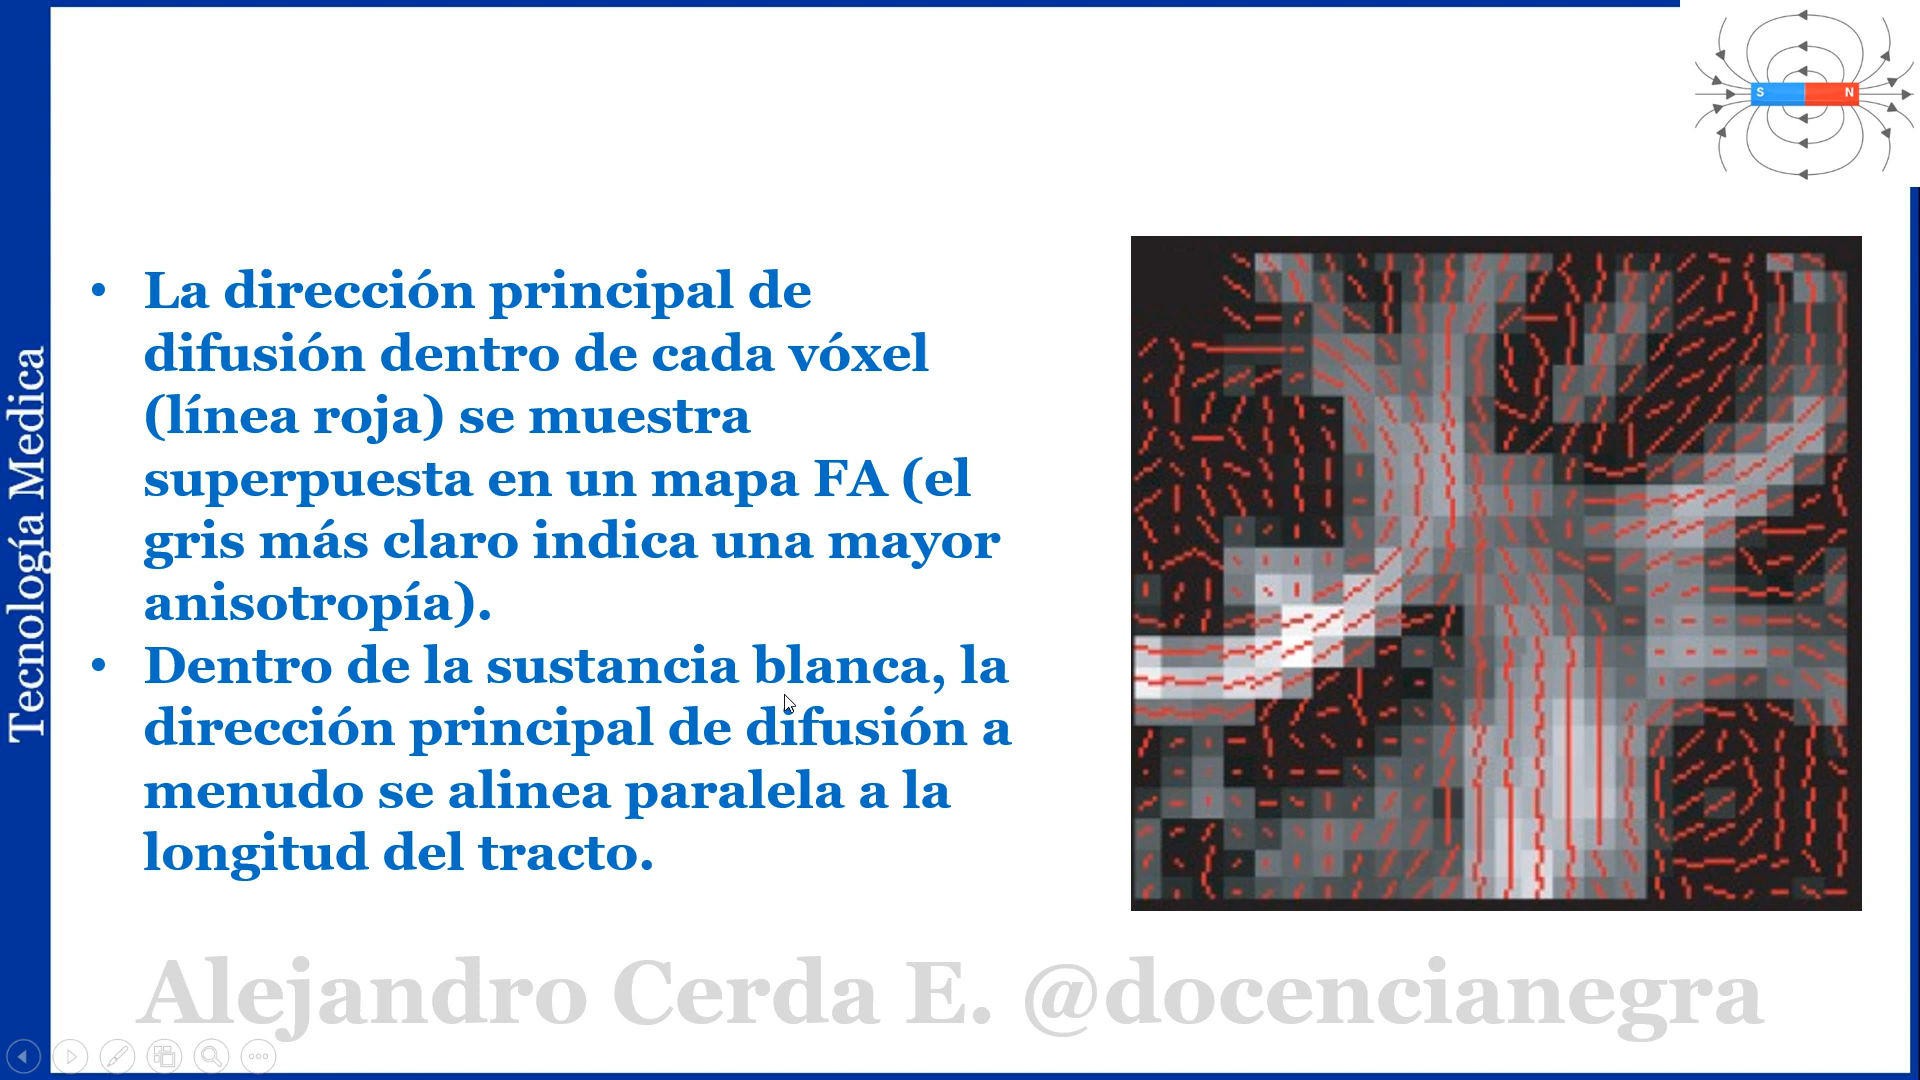 S N
Tecnología Medica
• La dirección principal de
difusión dentro de cada vóxel
(línea roja) se muestra
superpuesta en un mapa FA (el
gris más claro indica una mayor
anisotropía).
• Dentro de la sustancia blanca, la
dirección principal de difusión a
menudo se alinea paralela a la
longitud del tracto.
Alejandro Cerda E. @docencianegra